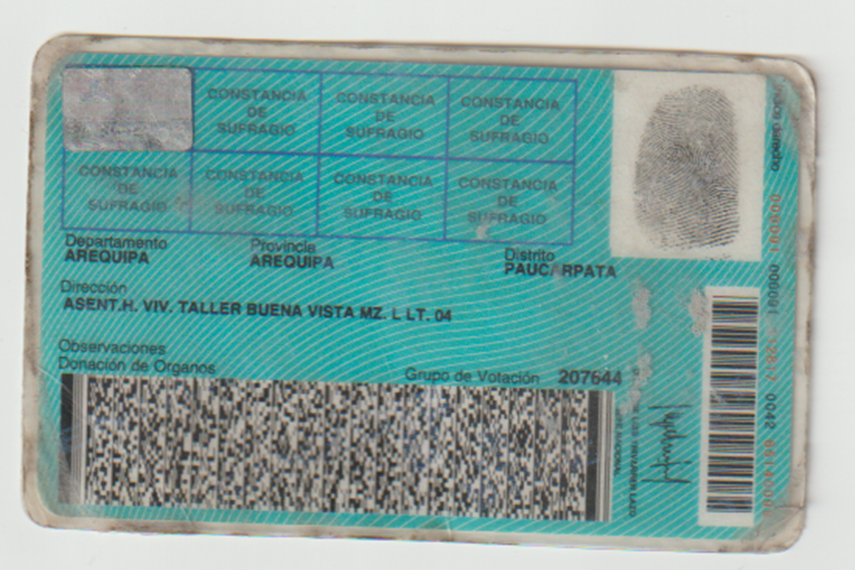 CONSTANCIA DE SUFRAGIO
CONSTANCIA DE SUFRAGIO
CONSTANCIA DE SUFRAGIO
CONSTANCIA DE SUFRAGIO
CONSTANCIA DE SUFRAGIO
CONSTANCIA DE SUFRAGIO
CONSTANCIA DE SUFRAGIO
Departamento Provincia Distrito
AREQUIPA AREQUIPA PAUCARPATA
Dirección
ASENT.H. VIV. TALLER BUENA VISTA MZ. L LT. 04
Observaciones
Donación de Organos
Grupo de Votación 207644
derecho